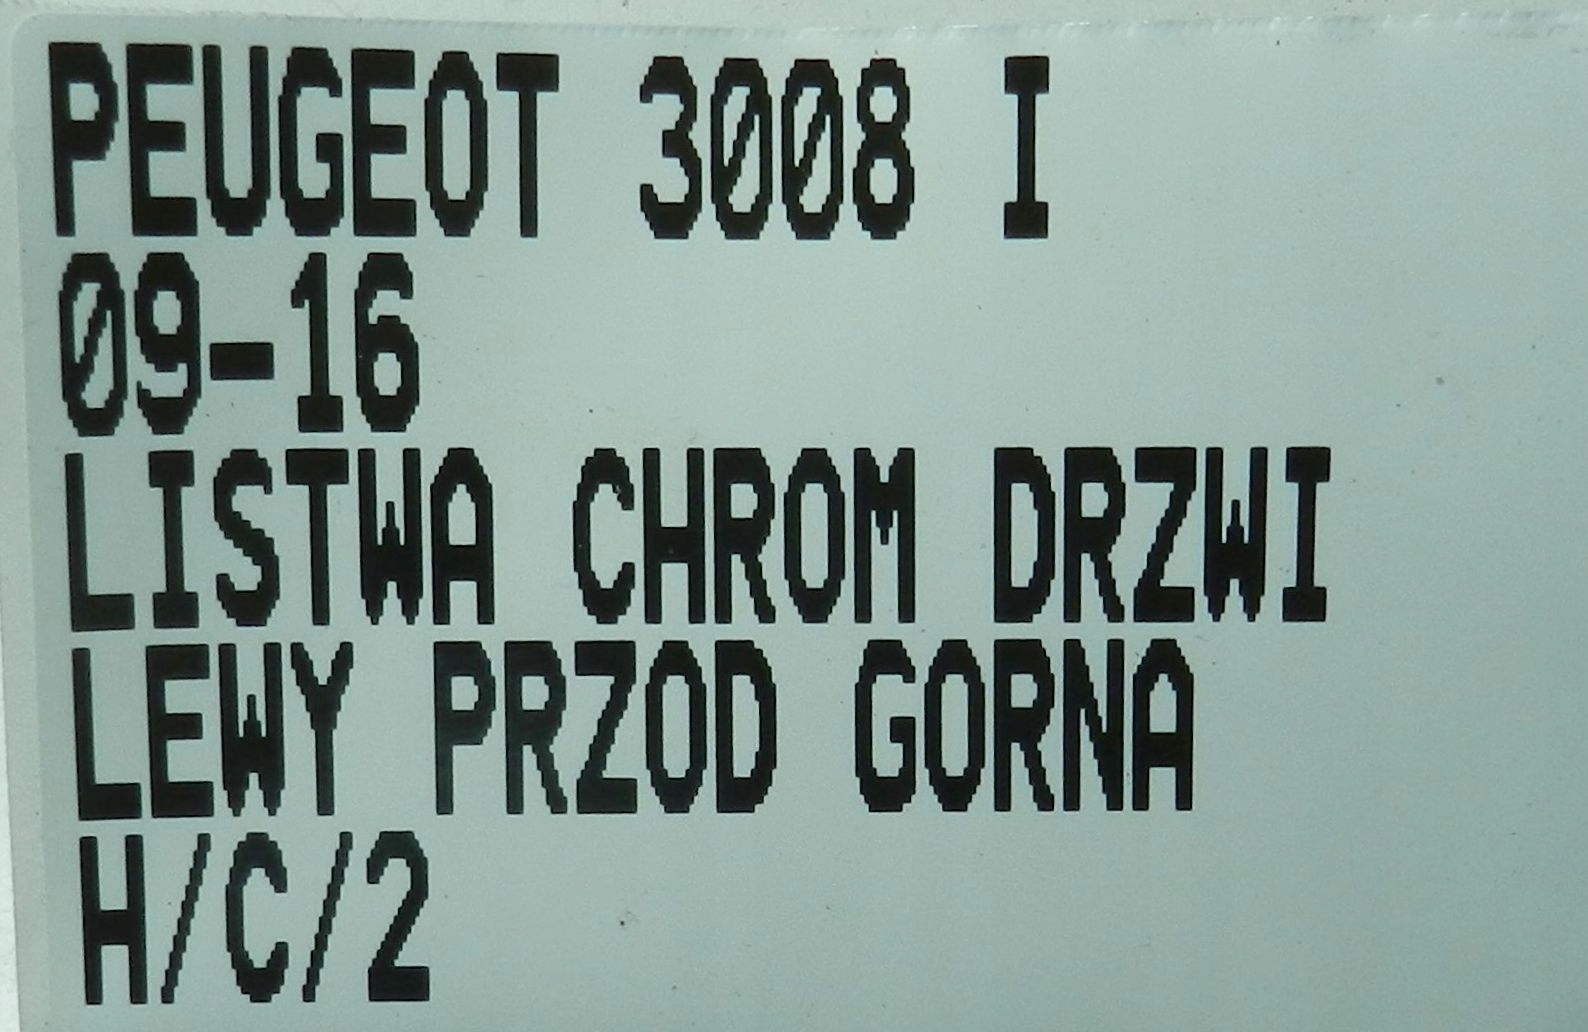 PEUGEOT 3008 I
09-16
LISTWA CHROM DRZWI
LEWY PRZOD GORNA
H/C/2